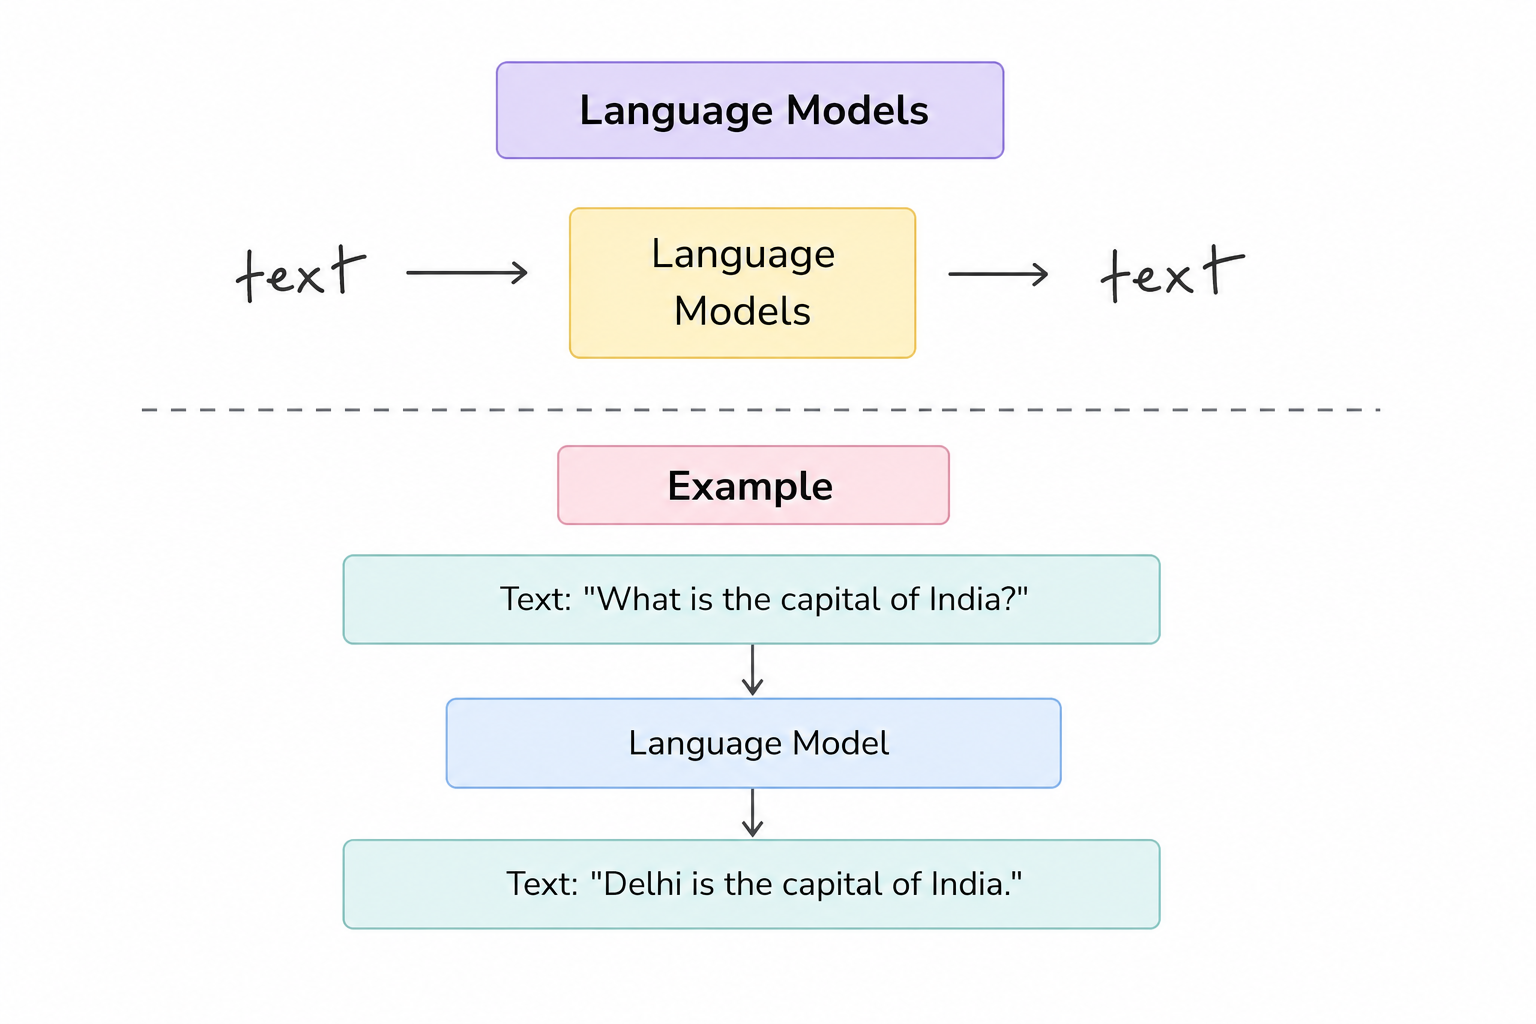 Language Models
text
Language
Models
text
Example
Text: "What is the capital of India?"
Language Model
Text: "Delhi is the capital of India."